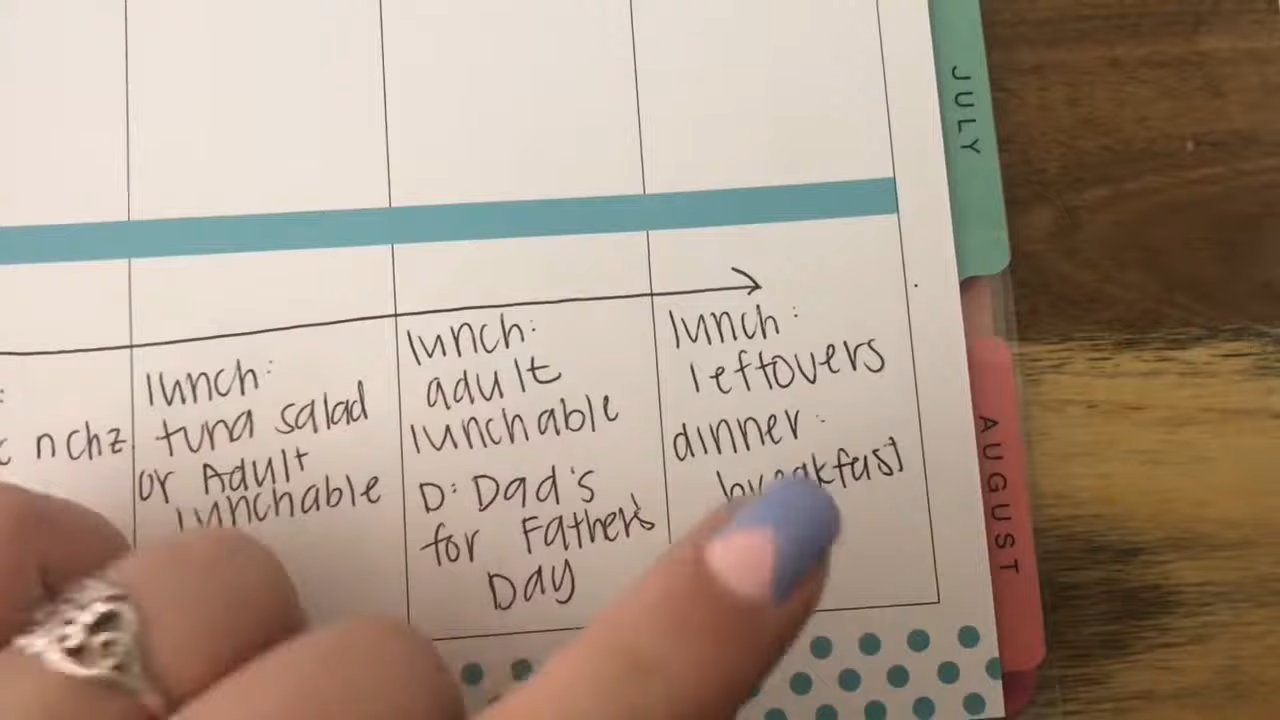 JULY
AUGUST
nchz
lunch:
tuna salad
or Adult
lunchable
lunch:
adult
lunchable
D: Dad's
for Father's
Day
lunch:
leftovers
dinner:
breakfast